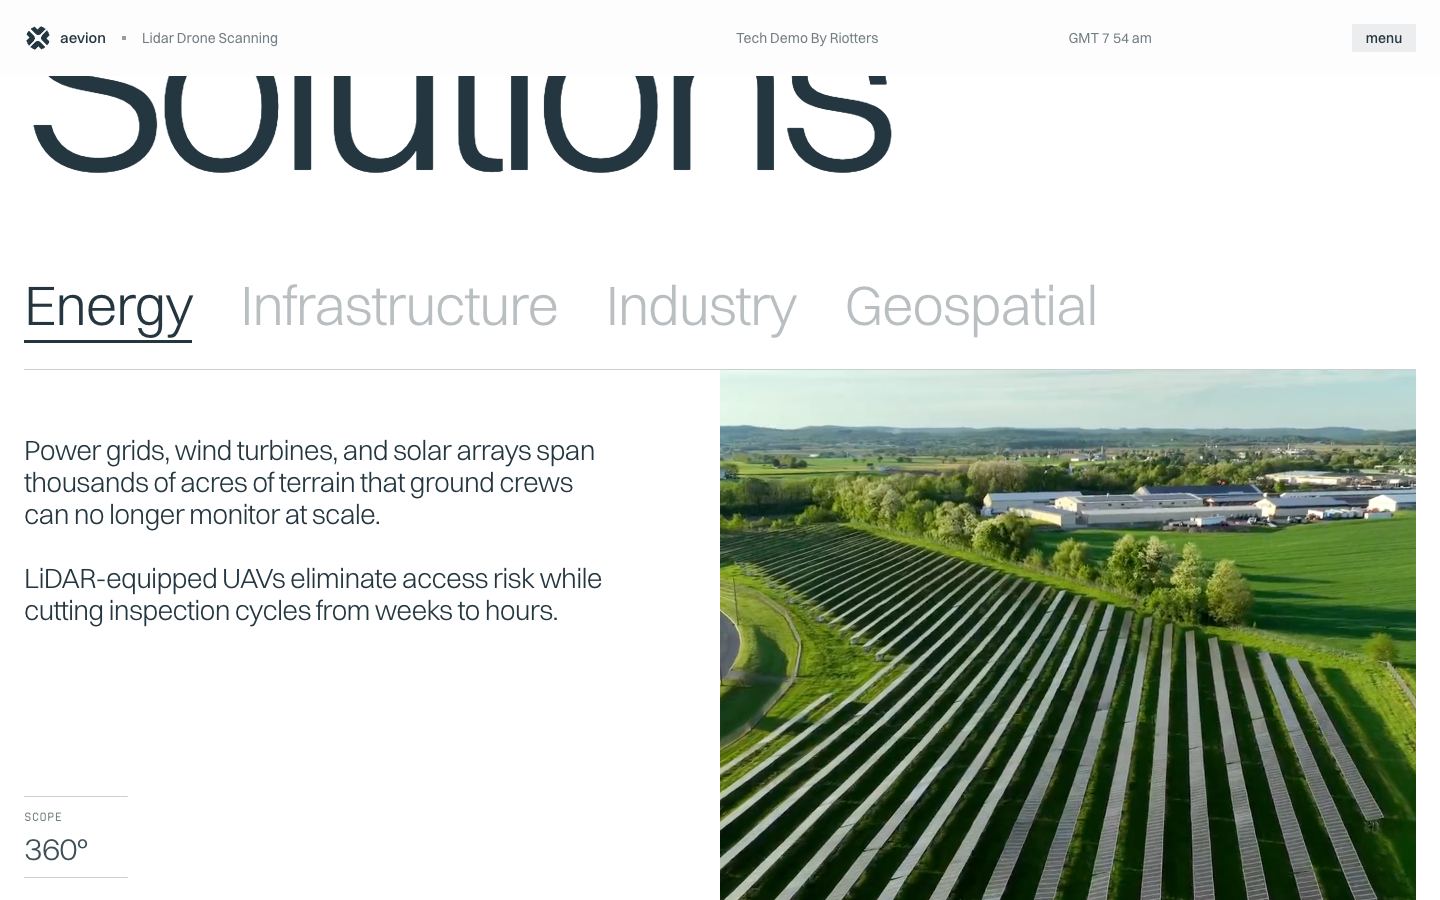 aevion
Lidar Drone Scanning
Tech Demo By Riotters
GMT 7 54 am
menu
Solutions
Energy
Infrastructure
Industry
Geospatial
Power grids, wind turbines, and solar arrays span
thousands of acres of terrain that ground crews
can no longer monitor at scale.
LiDAR-equipped UAVs eliminate access risk while
cutting inspection cycles from weeks to hours.
SCOPE
360°